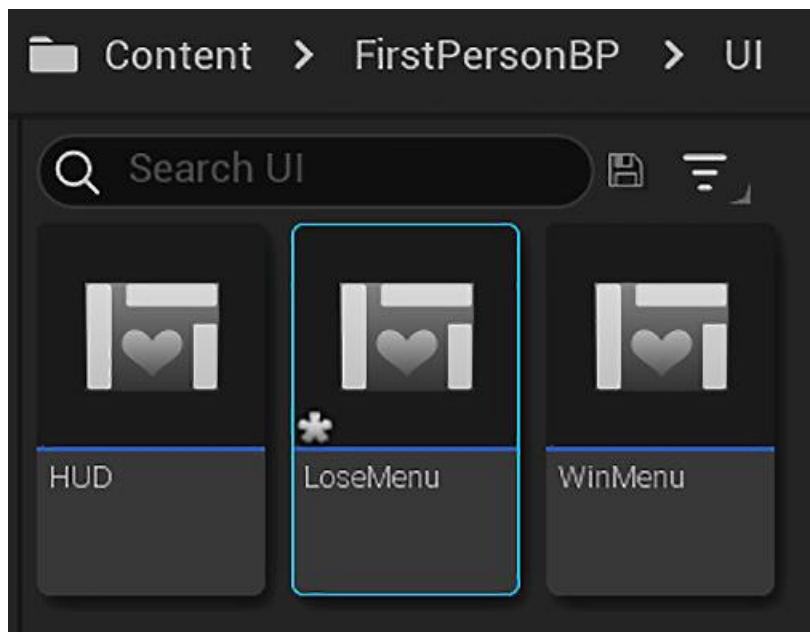 Content > FirstPersonBP > UI
Search UI
HUD
LoseMenu
WinMenu